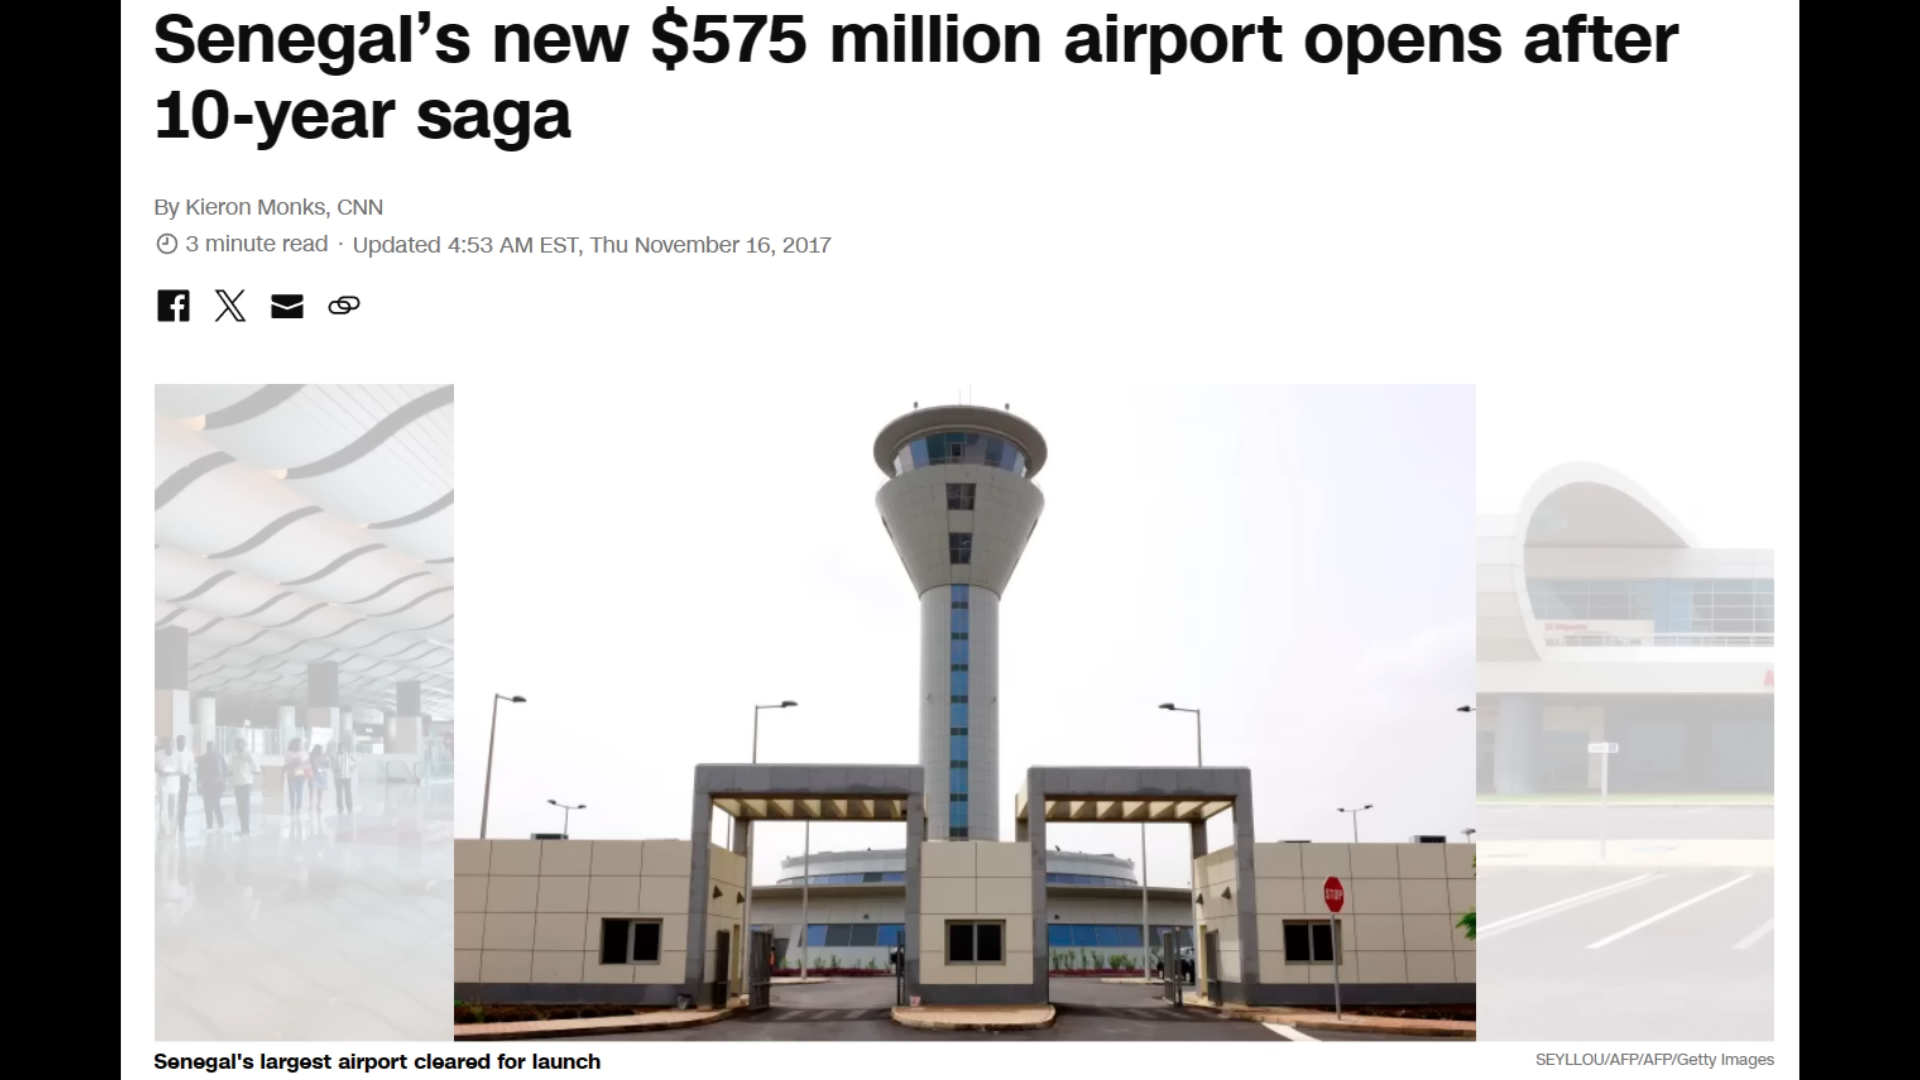 Senegal’s new $575 million airport opens after
10-year saga
By Kieron Monks, CNN
3 minute read · Updated 4:53 AM EST, Thu November 16, 2017
STOP
Senegal's largest airport cleared for launch
SEYLLOU/AFP/AFP/Getty Images